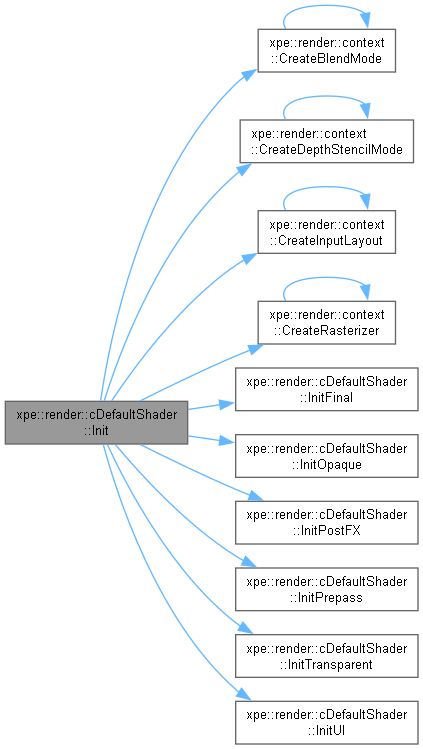 xpe::render::context
::CreateBlendMode
xpe::render::context
::CreateDepthStencilMode
xpe::render::context
::CreateInputLayout
xpe::render::context
::CreateRasterizer
xpe::render::cDefaultShader
::Init
xpe::render::cDefaultShader
::InitFinal
xpe::render::cDefaultShader
::InitOpaque
xpe::render::cDefaultShader
::InitPostFX
xpe::render::cDefaultShader
::InitPrepass
xpe::render::cDefaultShader
::InitTransparent
xpe::render::cDefaultShader
::InitUI